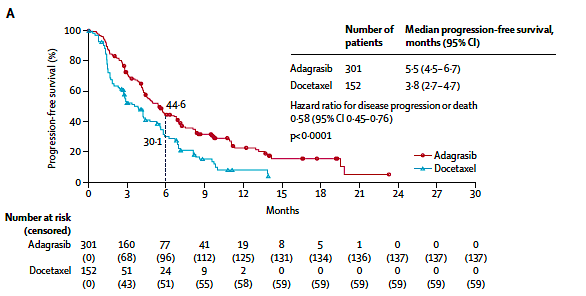 A
Number of Median progression-free survival,
patients months (95% CI)
Adagrasib 301 5·5 (4·5–6·7)
Docetaxel 152 3·8 (2·7–4·7)
Hazard ratio for disease progression or death
0·58 (95% CI 0·45–0·76)
p<0·0001
Progression-free survival (%)
100
80
60
40
20
0
44·6
30·1
Adagrasib
Docetaxel
0 3 6 9 12 15 18 21 24 27 30
Months
Number at risk
(censored)
Adagrasib 301 160 77 41 19 8 5 1 0 0 0
(0) (68) (96) (112) (125) (131) (134) (136) (137) (137) (137)
Docetaxel 152 51 24 9 2 0 0 0 0 0 0
(0) (43) (51) (55) (58) (59) (59) (59) (59) (59) (59)